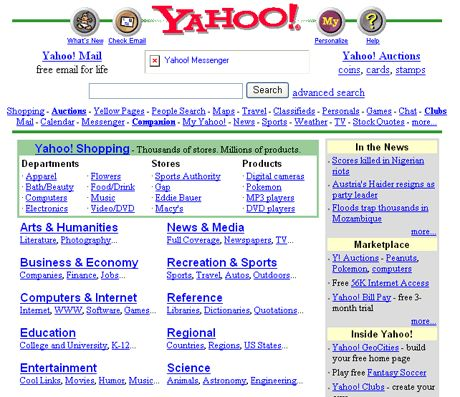 YAHOO!
What's New Check Email Personalize Help
Yahoo! Mail
free email for life
Yahoo! Messenger
Yahoo! Auctions
coins, cards, stamps
Search advanced search
Shopping - Auctions - Yellow Pages - People Search - Maps - Travel - Classifieds - Personals - Games - Chat - Clubs
Mail - Calendar - Messenger - Companion - My Yahoo! - News - Sports - Weather - TV - Stock Quotes - more...
Yahoo! Shopping - Thousands of stores. Millions of products.
Departments Stores Products
· Apparel · Flowers · Sports Authority · Digital cameras
· Bath/Beauty · Food/Drink · Gap · Pokemon
· Computers · Music · Eddie Bauer · MP3 players
· Electronics · Video/DVD · Macy's · DVD players
Arts & Humanities
Literature, Photography...
News & Media
Full Coverage, Newspapers, TV...
Business & Economy
Companies, Finance, Jobs...
Recreation & Sports
Sports, Travel, Autos, Outdoors...
Computers & Internet
Internet, WWW, Software, Games...
Reference
Libraries, Dictionaries, Quotations...
Education
College and University, K-12...
Regional
Countries, Regions, US States...
Entertainment
Cool Links, Movies, Humor, Music...
Science
Animals, Astronomy, Engineering...
In the News
· Scores killed in Nigerian
riots
· Austria's Haider resigns as
party leader
· Floods trap thousands in
Mozambique
more...
Marketplace
· Y! Auctions - Peanuts,
Pokemon, computers
· Free 56K Internet Access
· Yahoo! Bill Pay - free 3-
month trial
more...
Inside Yahoo!
· Yahoo! GeoCities - build
your free home page
· Play free Fantasy Soccer
· Yahoo! Clubs - create your